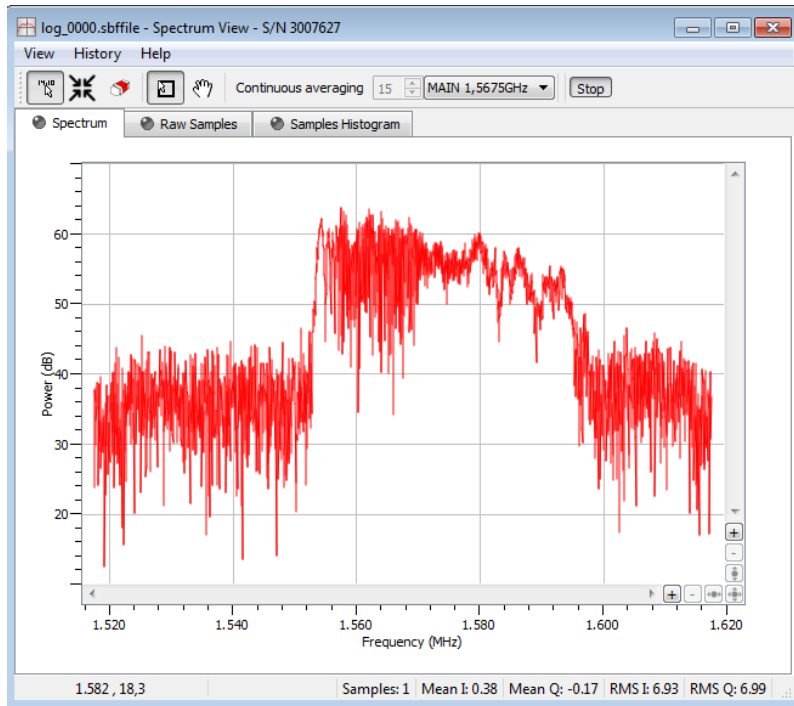 log_0000.sbffile - Spectrum View - S/N 3007627
View History Help
Continuous averaging 15 MAIN 1,5675GHz Stop
Spectrum Raw Samples Samples Histogram
60
50
40
30
20
Power (dB)
1.520 1.540 1.560 1.580 1.600 1.620
Frequency (MHz)
1.582 , 18,3 Samples: 1 Mean I: 0.38 Mean Q: -0.17 RMS I: 6.93 RMS Q: 6.99